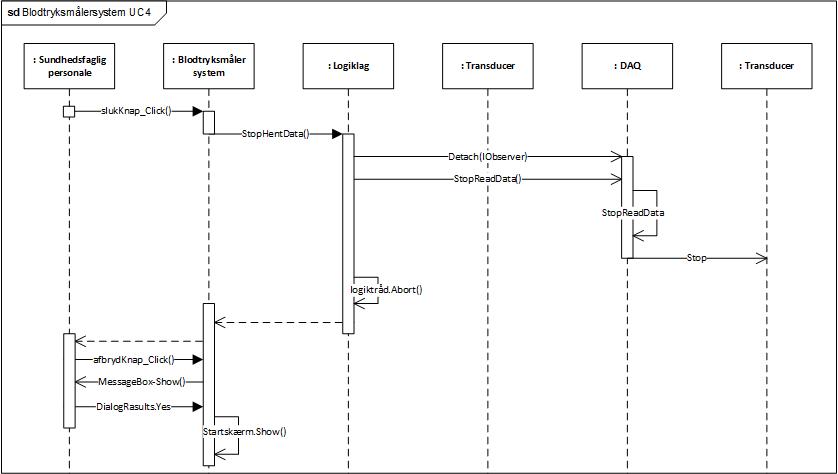 sd Blodtryksmålersystem UC4
: Sundhedsfaglig
personale
: Blodtryksmåler
system
: Logiklag
: Transducer
: DAQ
: Transducer
slukKnap_Click()
StopHentData()
Detach(IObserver)
StopReadData()
StopReadData
Stop
logiktråd.Abort()
afbrydKnap_Click()
MessageBox-Show()
DialogRasults.Yes
Startskærm.Show()